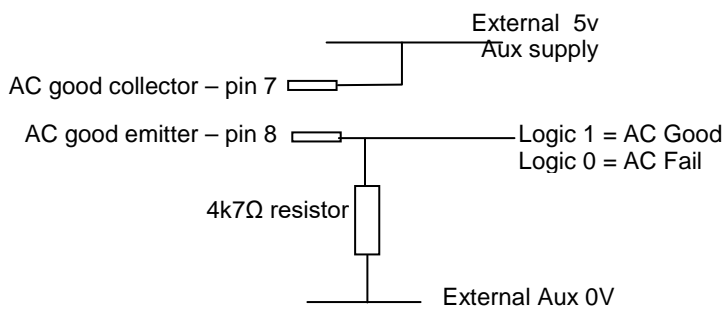 External 5v
Aux supply
AC good collector – pin 7
AC good emitter – pin 8
Logic 1 = AC Good
Logic 0 = AC Fail
4k7Ω resistor
External Aux 0V